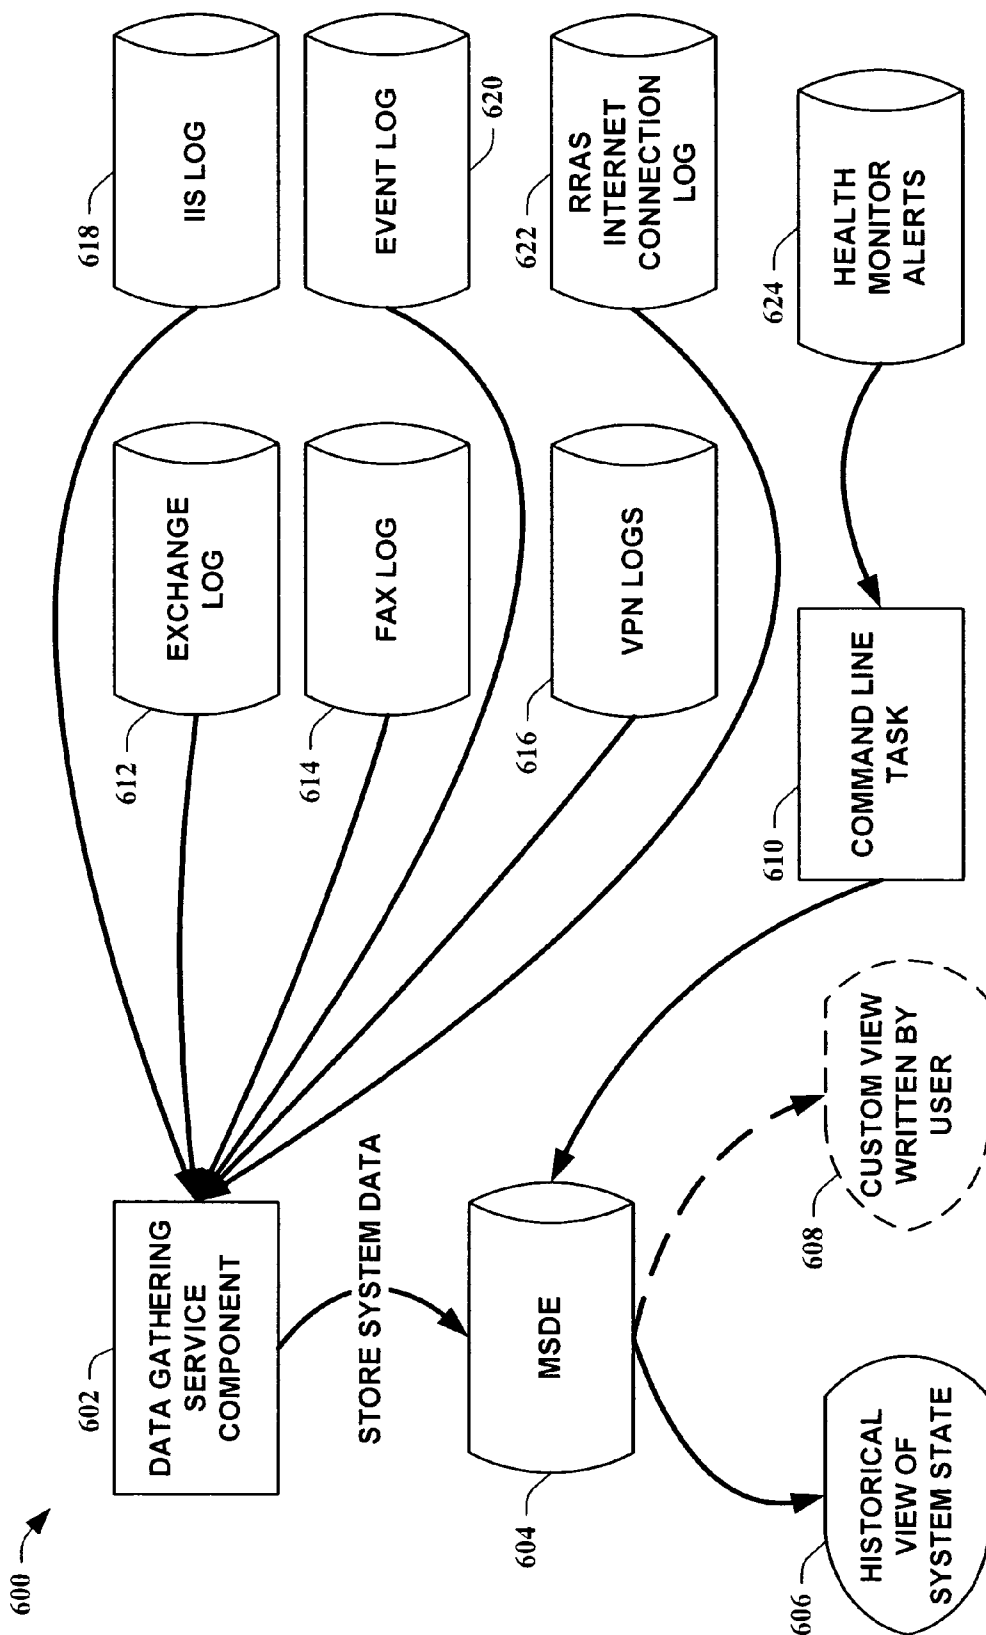 600
602
DATA GATHERING
SERVICE
COMPONENT
612
EXCHANGE
LOG
618
IIS LOG
614
FAX LOG
EVENT LOG
620
STORE SYSTEM DATA
604
MSDE
616
VPN LOGS
622
RRAS
INTERNET
CONNECTION
LOG
606
HISTORICAL
VIEW OF
SYSTEM STATE
608
CUSTOM VIEW
WRITTEN BY
USER
610
COMMAND LINE
TASK
624
HEALTH
MONITOR
ALERTS